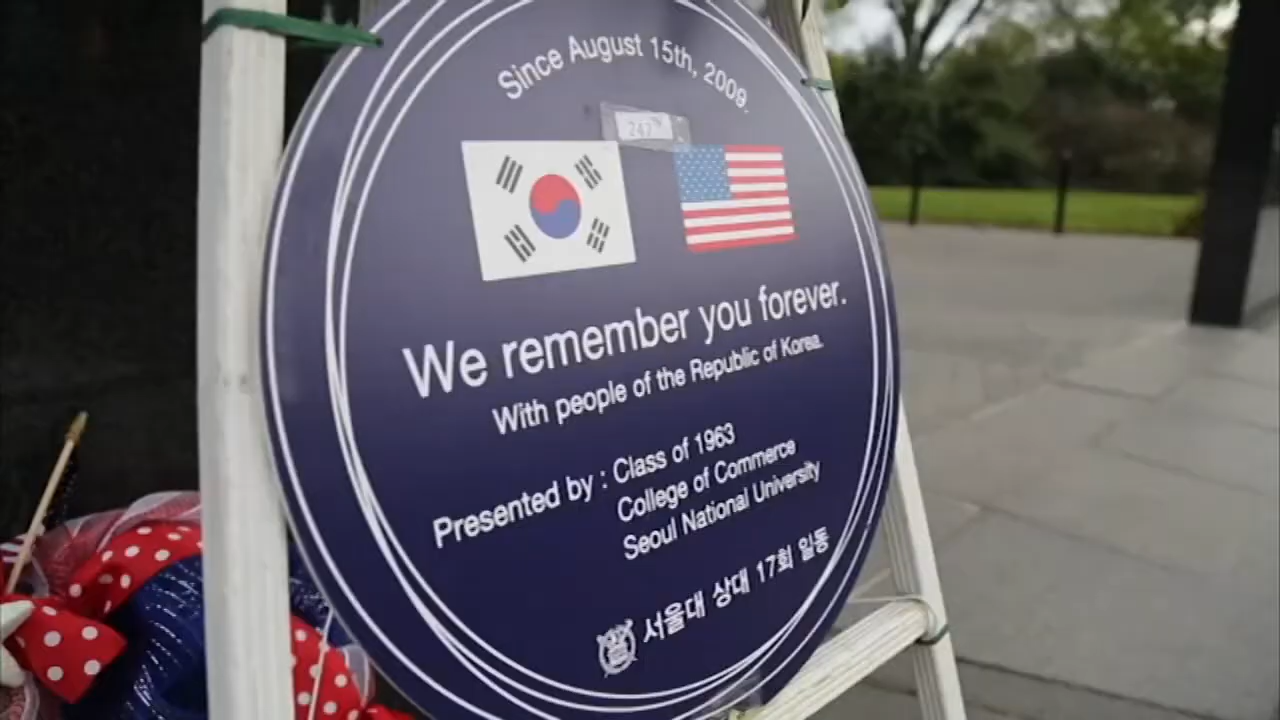 Since August 15th, 2009.
247
We remember you forever.
With people of the Republic of Korea.
Presented by : Class of 1963
College of Commerce
Seoul National University
서울대 상대 17회 일동